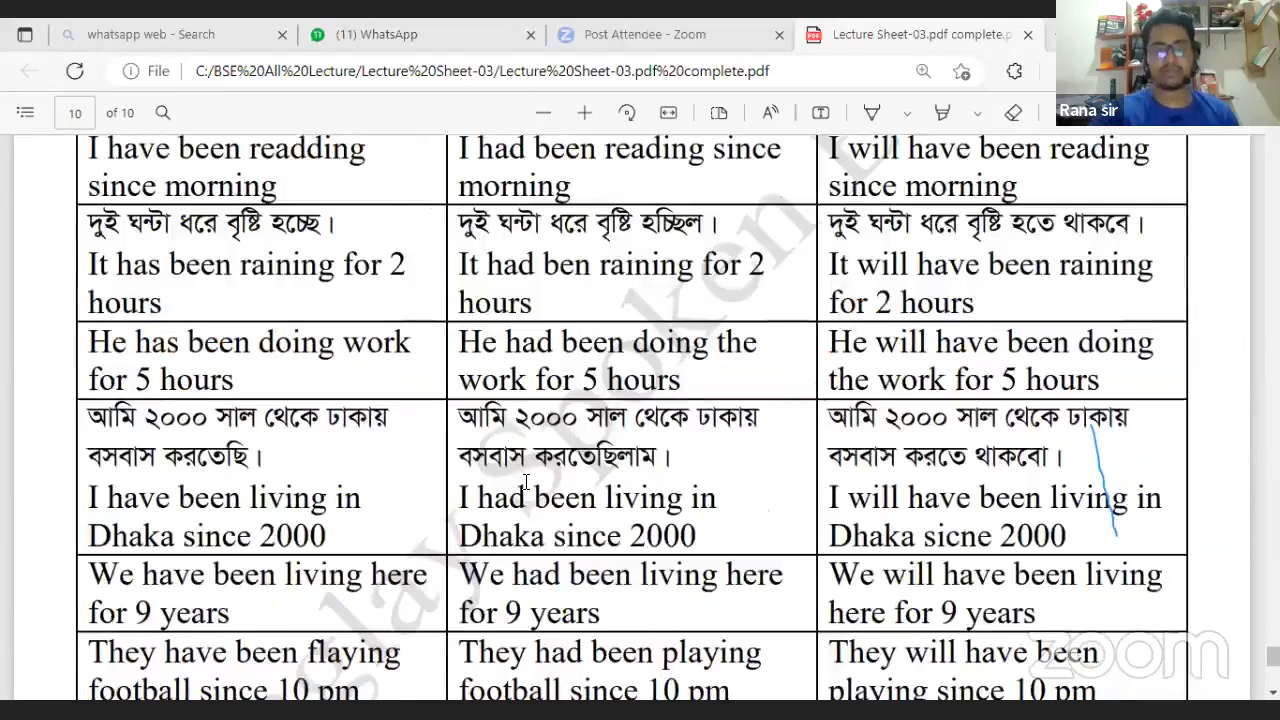 whatsapp web - Search
(11) WhatsApp
Post Attendee - Zoom
Lecture Sheet-03.pdf complete.p
File
C:/BSE%20All%20Lecture/Lecture%20Sheet-03/Lecture%20Sheet-03.pdf%20complete.pdf
Rana sir
10 of 10
I have been readding
since morning
I had been reading since
morning
I will have been reading
since morning
দুই ঘন্টা ধরে বৃষ্টি হচ্ছে।
It has been raining for 2
hours
দুই ঘন্টা ধরে বৃষ্টি হচ্ছিল।
It had ben raining for 2
hours
দুই ঘন্টা ধরে বৃষ্টি হতে থাকবে।
It will have been raining
for 2 hours
He has been doing work
for 5 hours
He had been doing the
work for 5 hours
He will have been doing
the work for 5 hours
আমি ২০০০ সাল থেকে ঢাকায়
বসবাস করতেছি।
I have been living in
Dhaka since 2000
আমি ২০০০ সাল থেকে ঢাকায়
বসবাস করতেছিলাম।
I had been living in
Dhaka since 2000
আমি ২০০০ সাল থেকে ঢাকায়
বসবাস করতে থাকবো।
I will have been living in
Dhaka sicne 2000
We have been living here
for 9 years
We had been living here
for 9 years
We will have been living
here for 9 years
They have been flaying
football since 10 pm
They had been playing
football since 10 pm
They will have been
playing since 10 pm
zoom